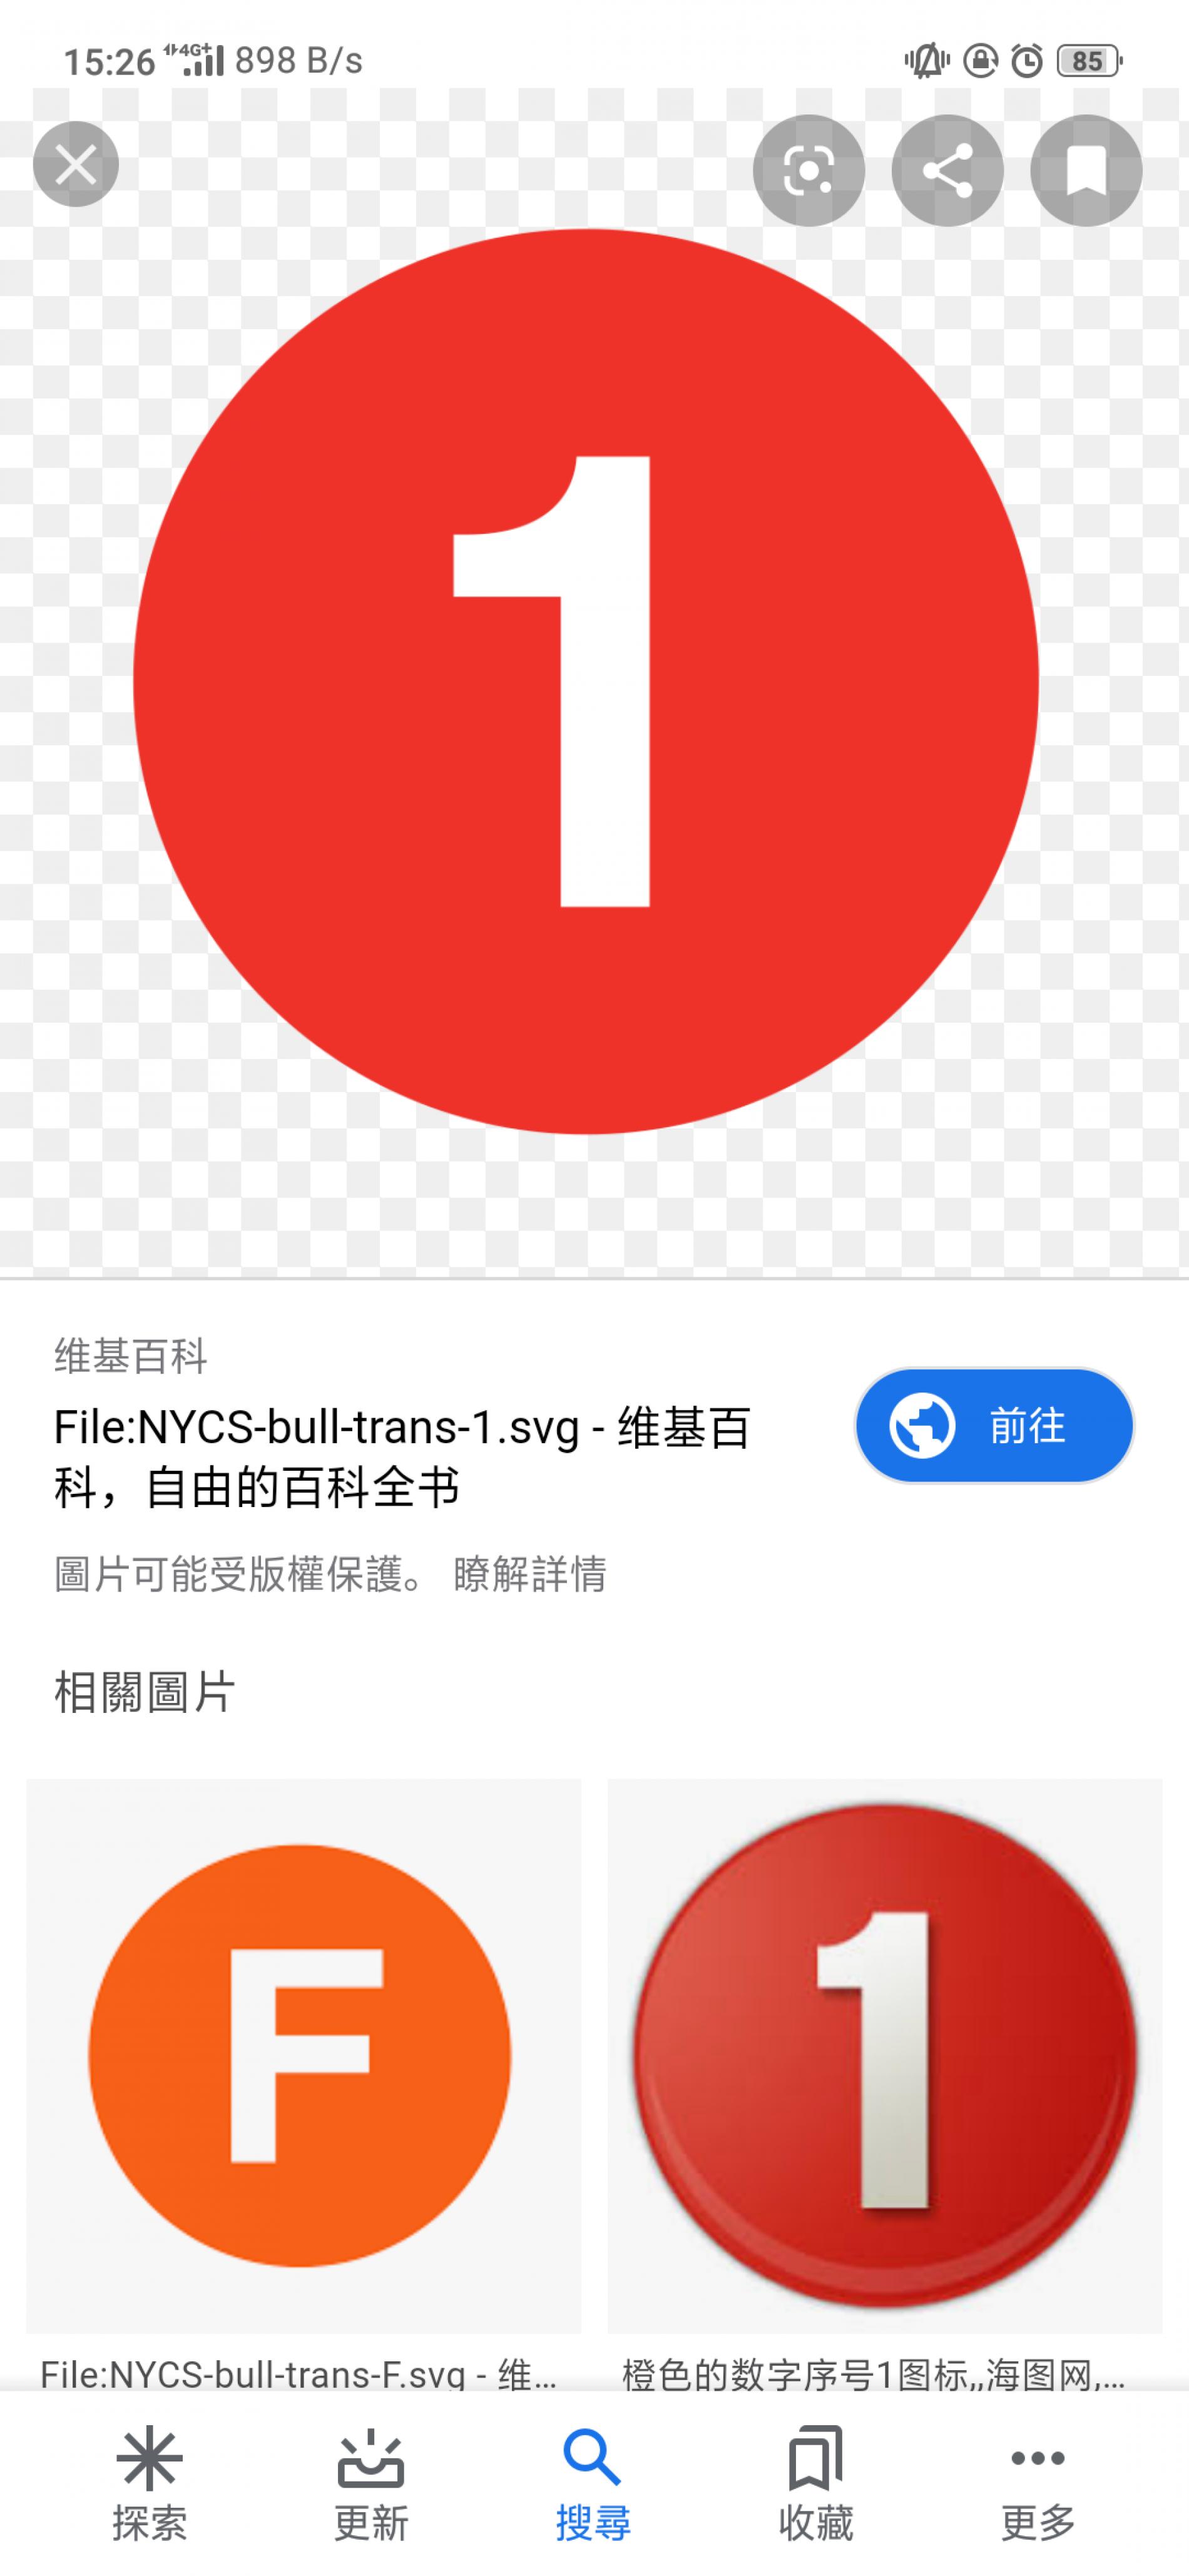 15:26 4G+ 898 B/s 85
1
维基百科
File:NYCS-bull-trans-1.svg - 维基百
科，自由的百科全书
前往
圖片可能受版權保護。 瞭解詳情
相關圖片
F
1
File:NYCS-bull-trans-F.svg - 维...
橙色的数字序号1图标,,海图网,...
探索
更新
搜尋
收藏
更多